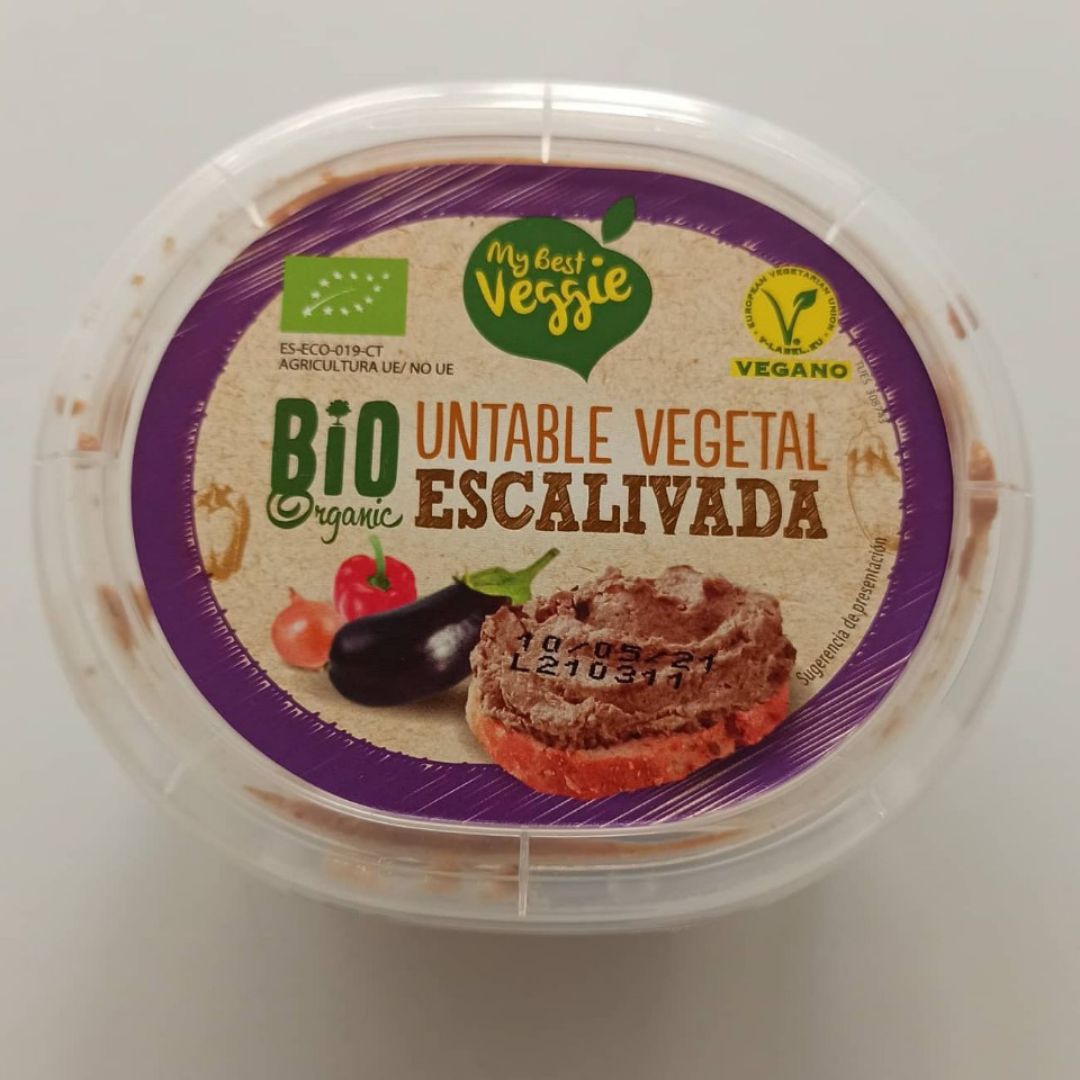 My Best
Veggie
EUROPEAN VEGETARIAN UNION
V-LABEL.EU
VEGANO
ES-ECO-019-CT
AGRICULTURA UE/ NO UE
BIO
Organic
UNTABLE VEGETAL
ESCALIVADA
10/05/21
L210311
Sugerencia de presentación